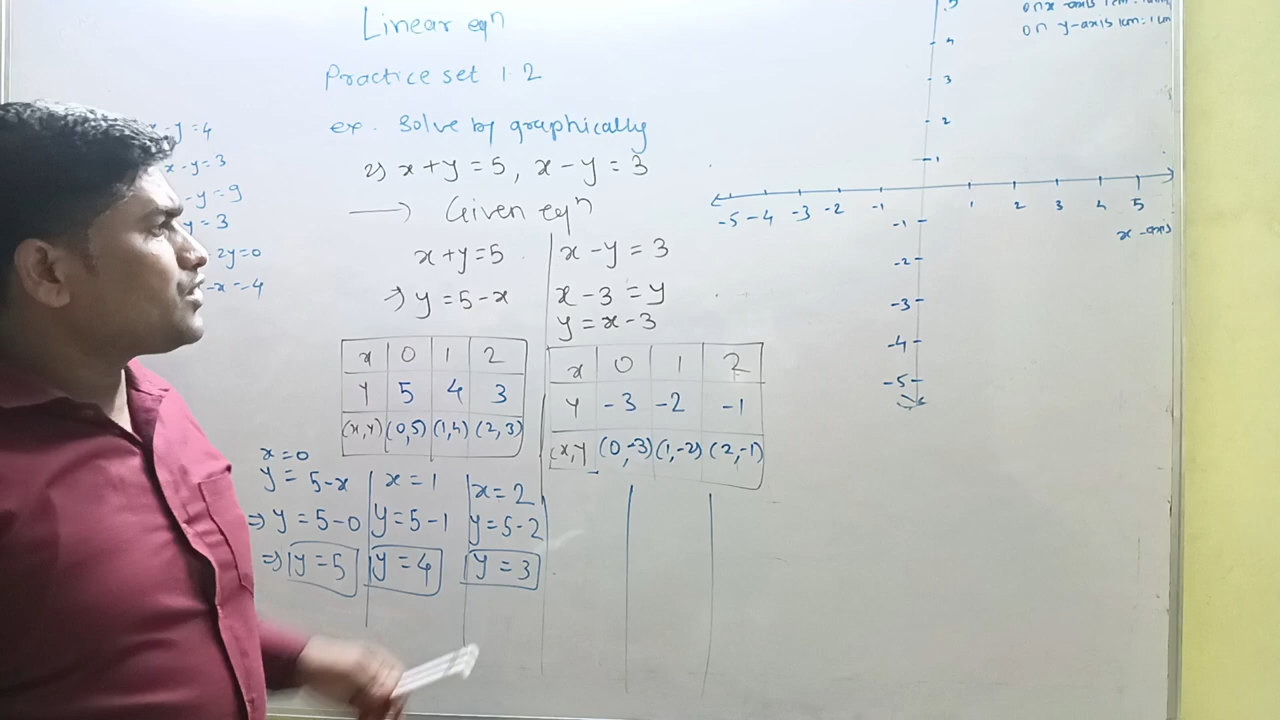 Linear eqn
Practice set 1.2
ex. Solve by graphically
2) x + y = 5, x - y = 3
→ Given eqn
x+y=5
⇒ y = 5-x
x - y = 3
x - 3 = y
y = x - 3
x 0 1 2
Y 5 4 3
(x,y) (0,5) (1,4) (2,3)
x 0 1 2
Y -3 -2 -1
(x,y (0,-3) (1,-2) (2,-1)
x=0
y = 5-x
⇒ y = 5-0
⇒ y = 5
x = 1
y=5-1
y = 4
x=2
y=5-2
y = 3
- y = 4
x - y = 3
- y = 9
y = 3
2y=0
-x = -4
on x-axis 1cm =
on y-axis 1cm = 1cm
5
4
3
2
1
-5 -4 -3 -2 -1 1 2 3 4 5
x-axis
-1
-2
-3
-4
-5